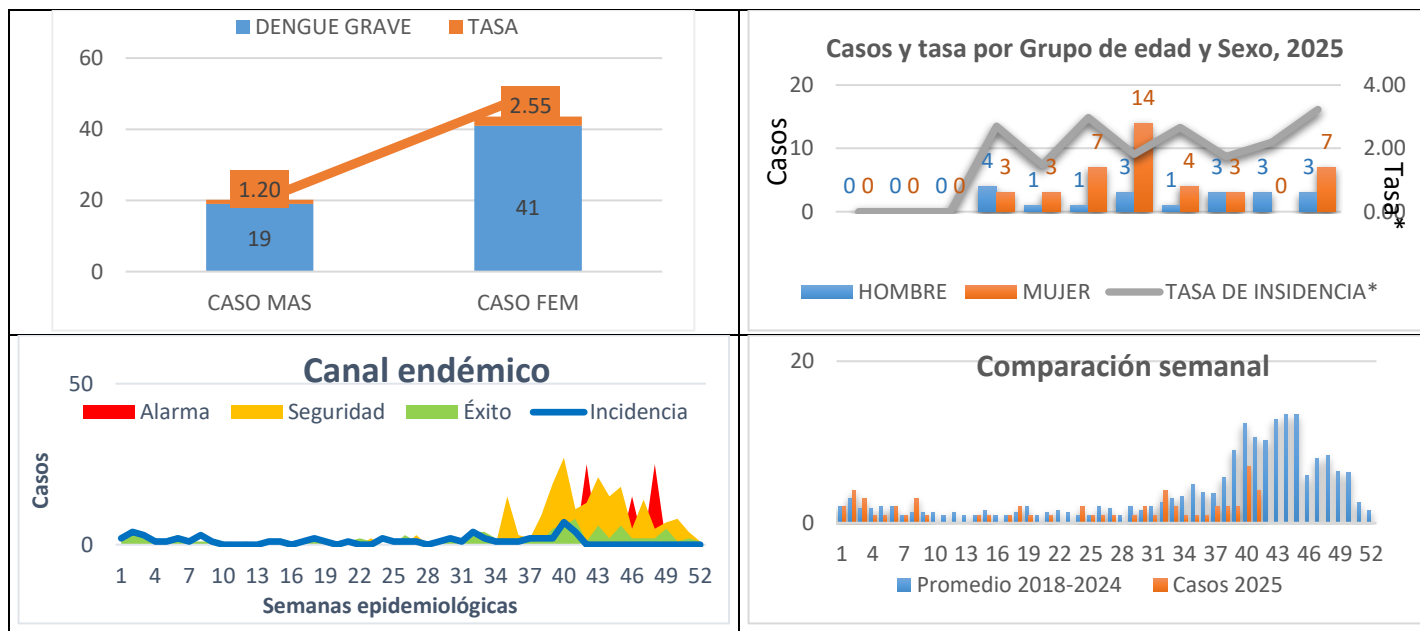 DENGUE GRAVE TASA
60
40
20
0
1.20
19
2.55
41
CASO MAS CASO FEM
Casos y tasa por Grupo de edad y Sexo, 2025
20
10
0
Casos
4.00
2.00
0.00
Tasa*
0 0 0 0 0 0 4 3 1 3 1 7 3 14 1 4 3 3 3 0 3 7
HOMBRE MUJER TASA DE INSIDENCIA*
Canal endémico
50
0
Alarma Seguridad Éxito Incidencia
Casos
1 4 7 10 13 16 19 22 25 28 31 34 37 40 43 46 49 52
Semanas epidemiológicas
Comparación semanal
20
0
1 4 7 10 13 16 19 22 25 28 31 34 37 40 43 46 49 52
Promedio 2018-2024 Casos 2025